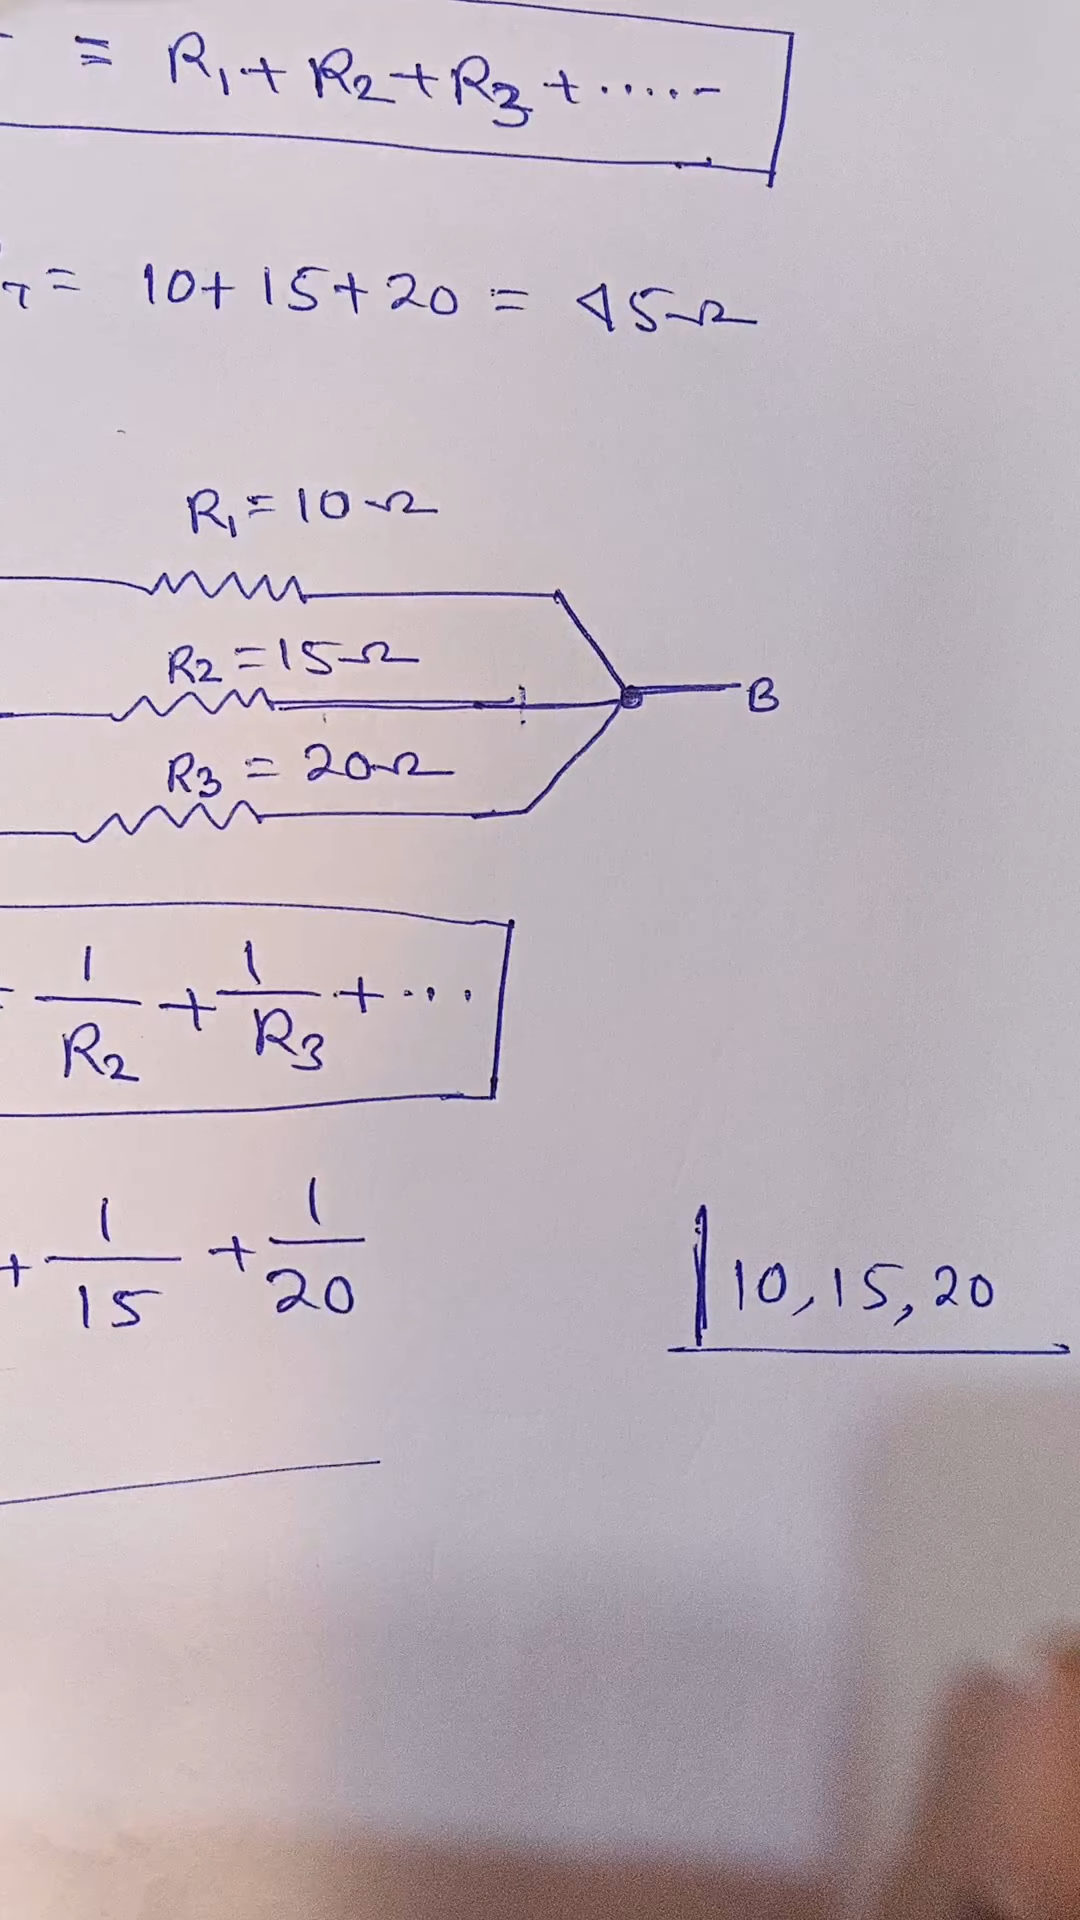 = R1 + R2 + R3 + .....
T = 10 + 15 + 20 = 45Ω
R1 = 10Ω
R2 = 15Ω
B
R3 = 20Ω
= 1/R2 + 1/R3 + ...
+ 1/15 + 1/20
10, 15, 20